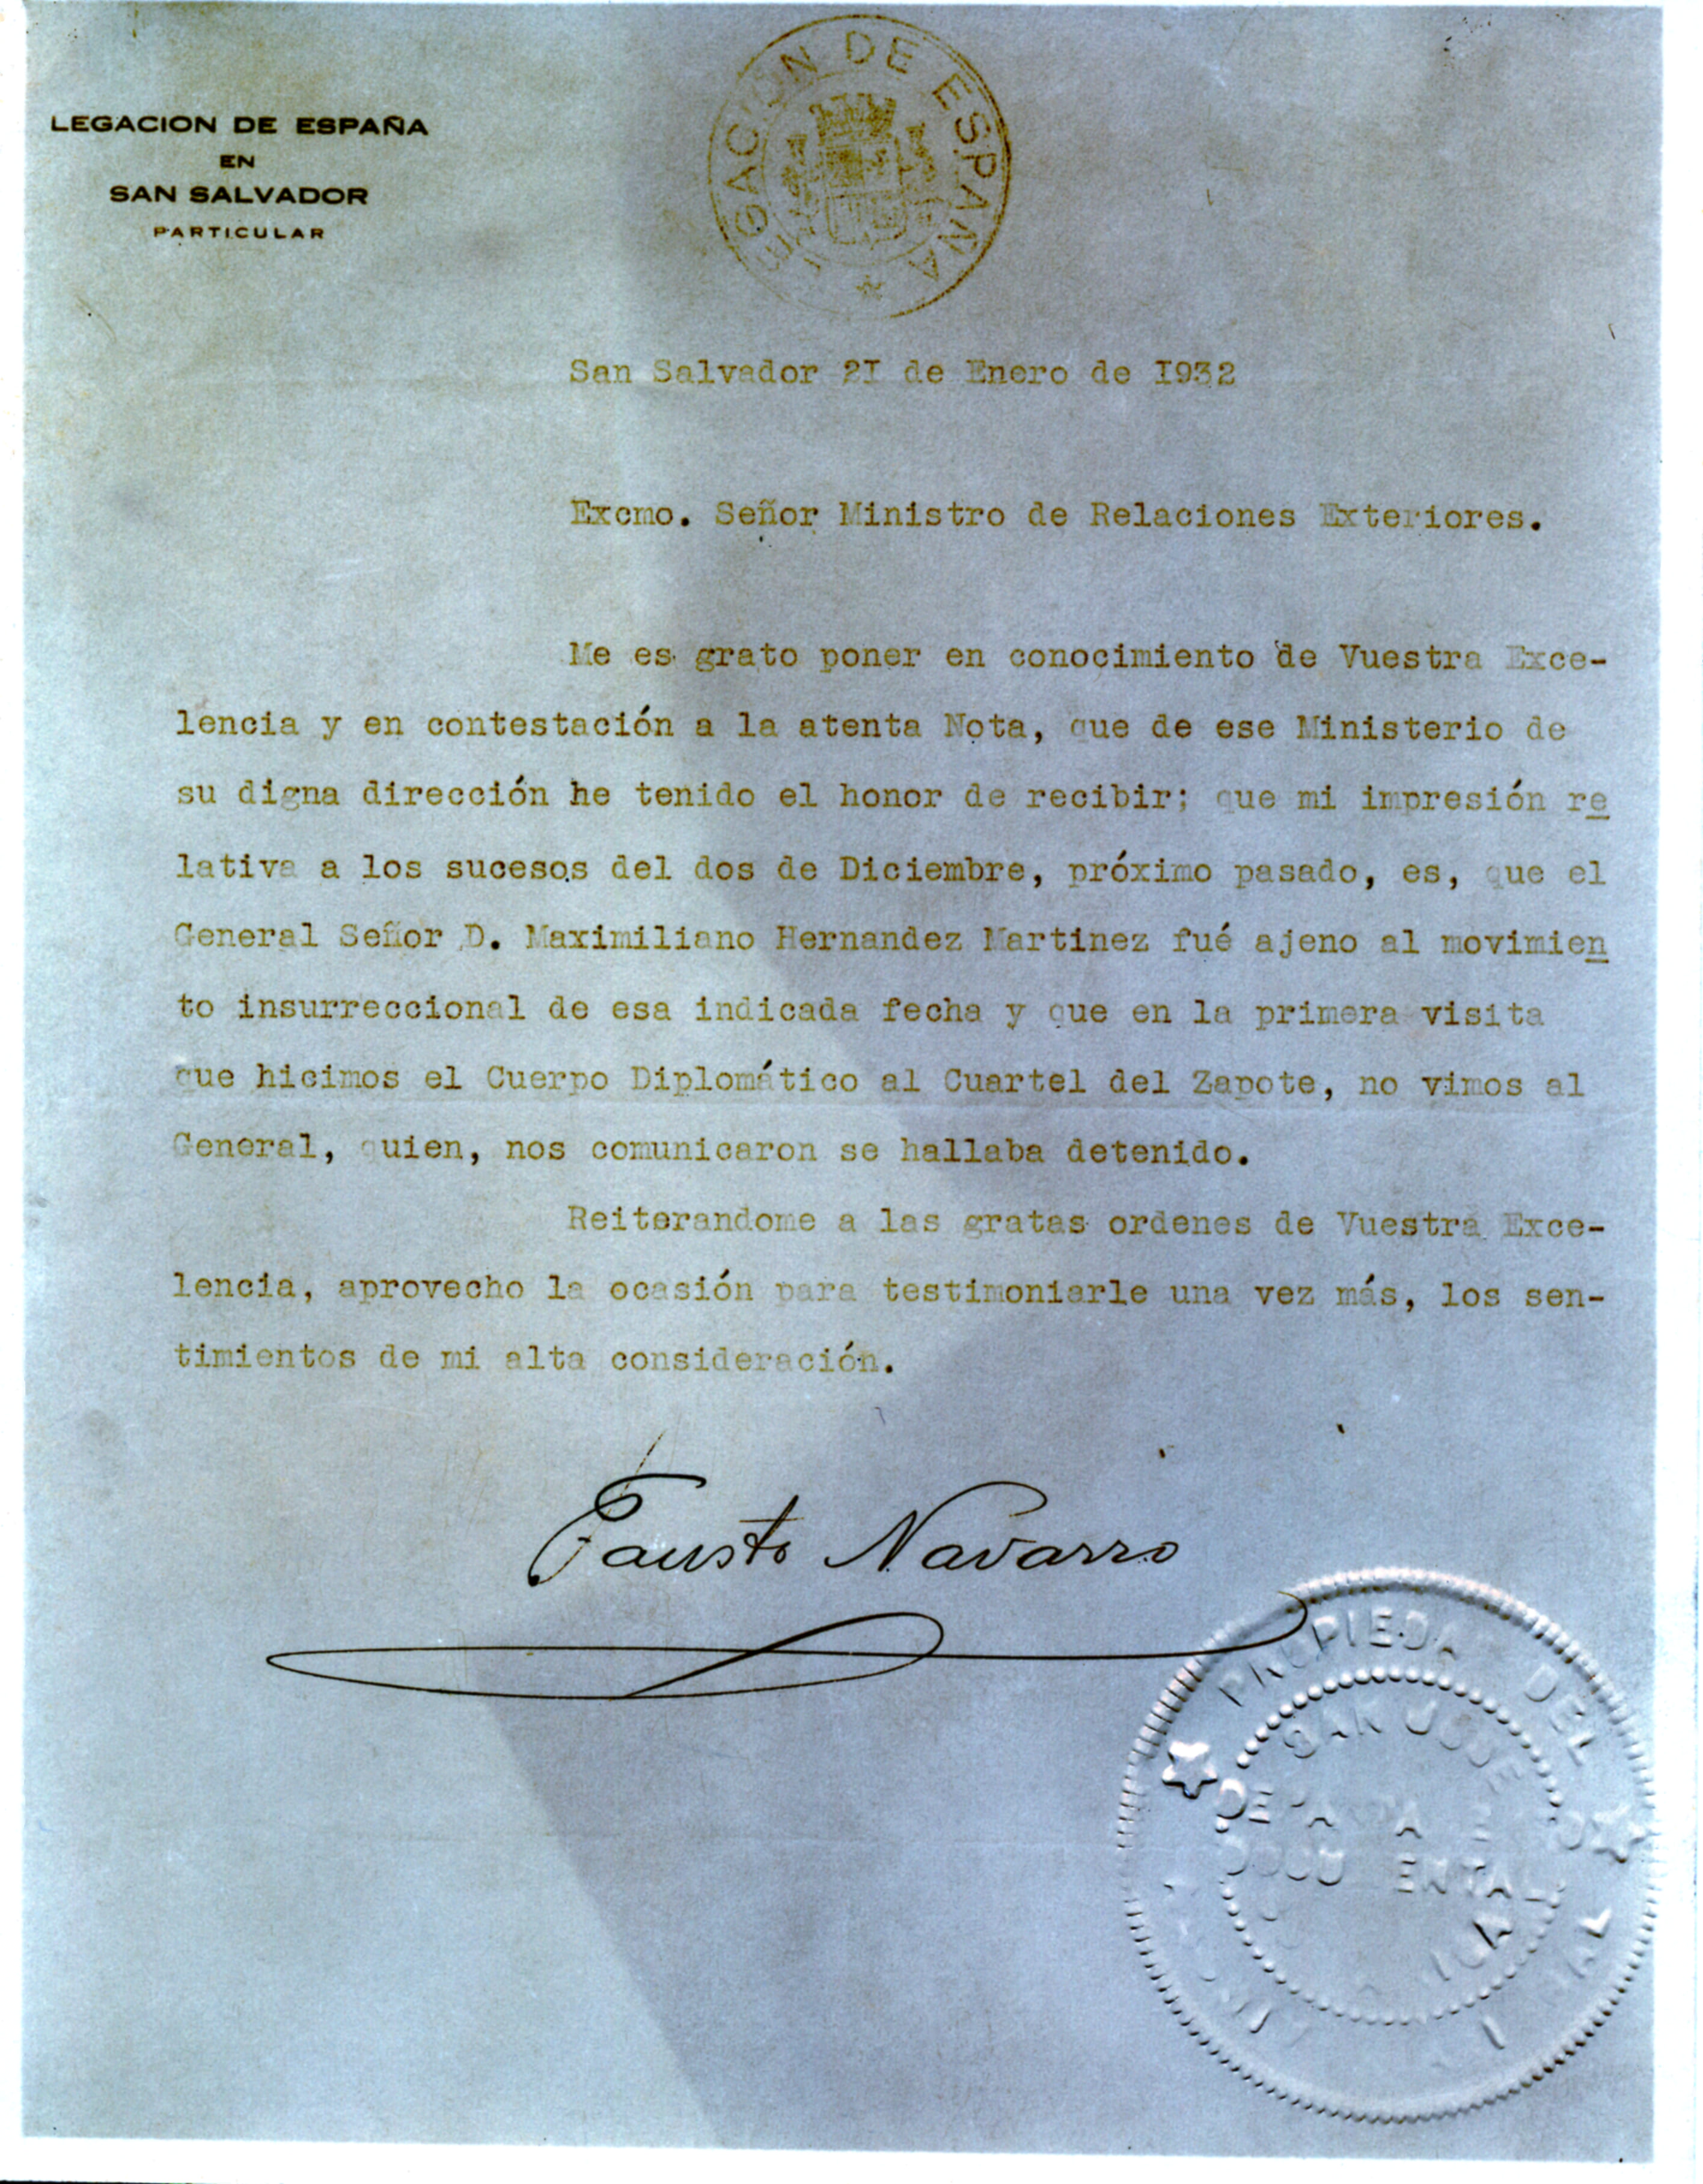 LEGACION DE ESPAÑA
EN
SAN SALVADOR
PARTICULAR
LEGACION DE ESPAÑA
San Salvador 2I de Enero de I932
Excmo. Señor Ministro de Relaciones Exteriores.
Me es grato poner en conocimiento de Vuestra Exce-
lencia y en contestación a la atenta Nota, que de ese Ministerio de
su digna dirección he tenido el honor de recibir; que mi impresión re
lativa a los sucesos del dos de Diciembre, próximo pasado, es, que el
General Señor D. Maximiliano Hernandez Martinez fué ajeno al movimien
to insurreccional de esa indicada fecha y que en la primera visita
que hicimos el Cuerpo Diplomático al Cuartel del Zapote, no vimos al
General, quien, nos comunicaron se hallaba detenido.
Reiterandome a las gratas ordenes de Vuestra Exce-
lencia, aprovecho la ocasión para testimoniarle una vez más, los sen-
timientos de mi alta consideración.
Fausto Navarro
PROPIEDAD DEL
SAN JOSE
DEPARTAMENTO
DOCUMENTAL